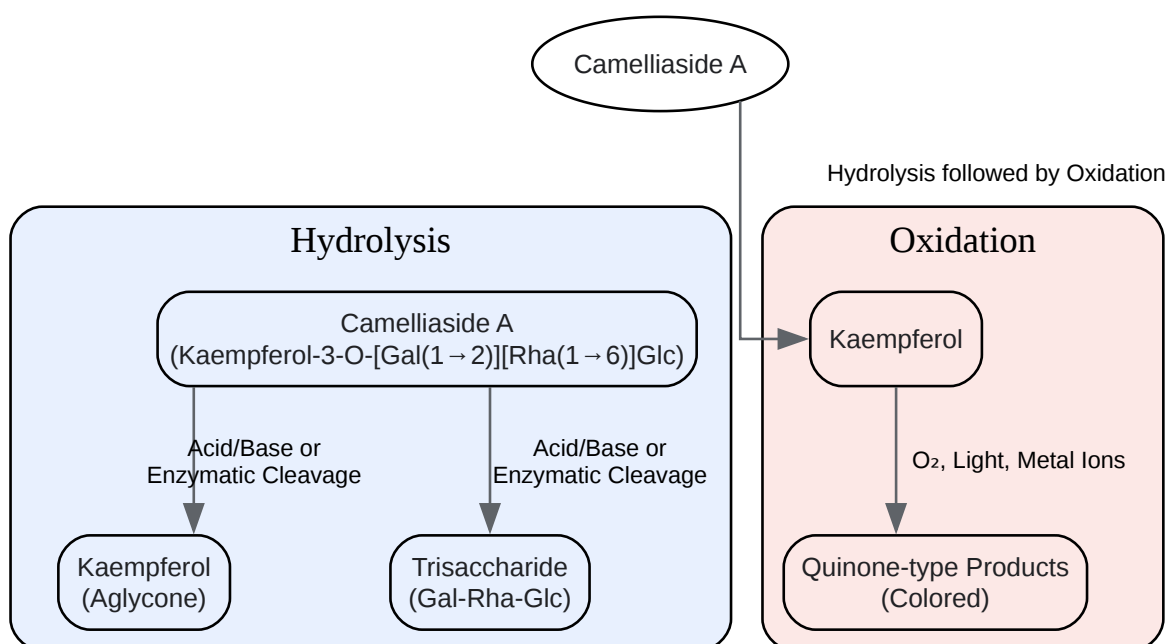 Camelliaside A
Hydrolysis followed by Oxidation
Hydrolysis
Camelliaside A
(Kaempferol-3-O-[Gal(1→2)][Rha(1→6)]Glc)
Acid/Base or
Enzymatic Cleavage
Acid/Base or
Enzymatic Cleavage
Kaempferol
(Aglycone)
Trisaccharide
(Gal-Rha-Glc)
Oxidation
Kaempferol
O₂, Light, Metal Ions
Quinone-type Products
(Colored)